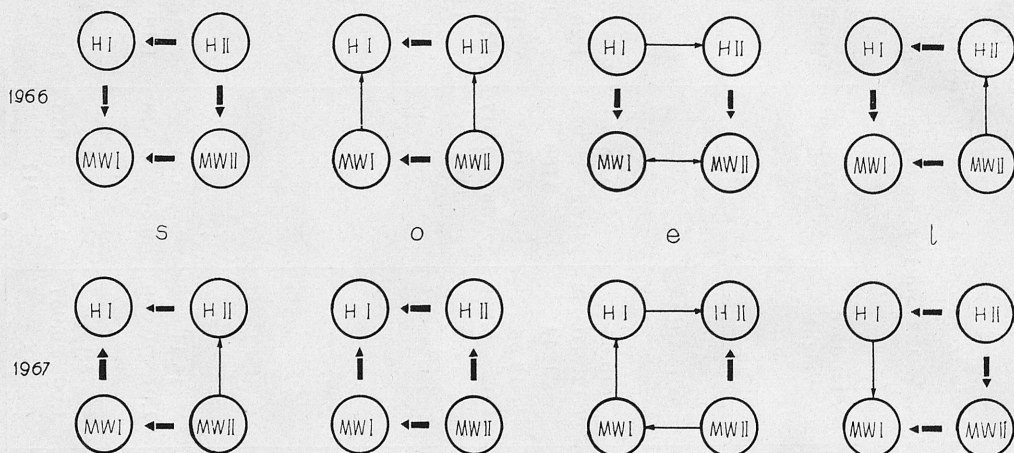 H I H II H I H II H I H II H I H II
1966
MW I MW II MW I MW II MW I MW II MW I MW II
s o e l
H I H II H I H II H I H II H I H II
1967
MW I MW II MW I MW II MW I MW II MW I MW II